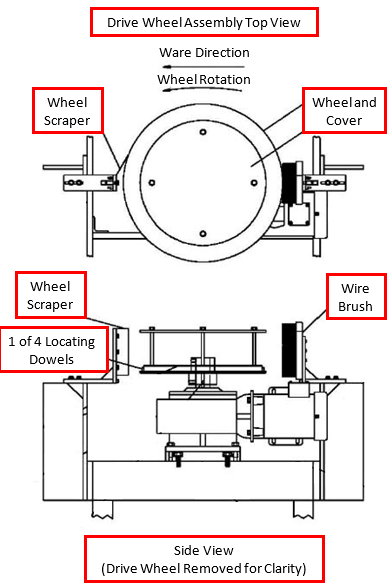 Drive Wheel Assembly Top View
Ware Direction
Wheel Rotation
Wheel
Scraper
Wheel and
Cover
Wheel
Scraper
Wire
Brush
1 of 4 Locating
Dowels
Side View
(Drive Wheel Removed for Clarity)